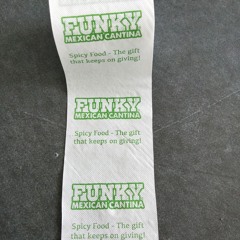 FUNKY
MEXICAN CANTINA
Spicy Food - The gift
that keeps on giving!
FUNKY
MEXICAN CANTINA
Spicy Food - The gift
that keeps on giving!
FUNKY
MEXICAN CANTINA
Spicy Food - The gift
that keeps on giving!